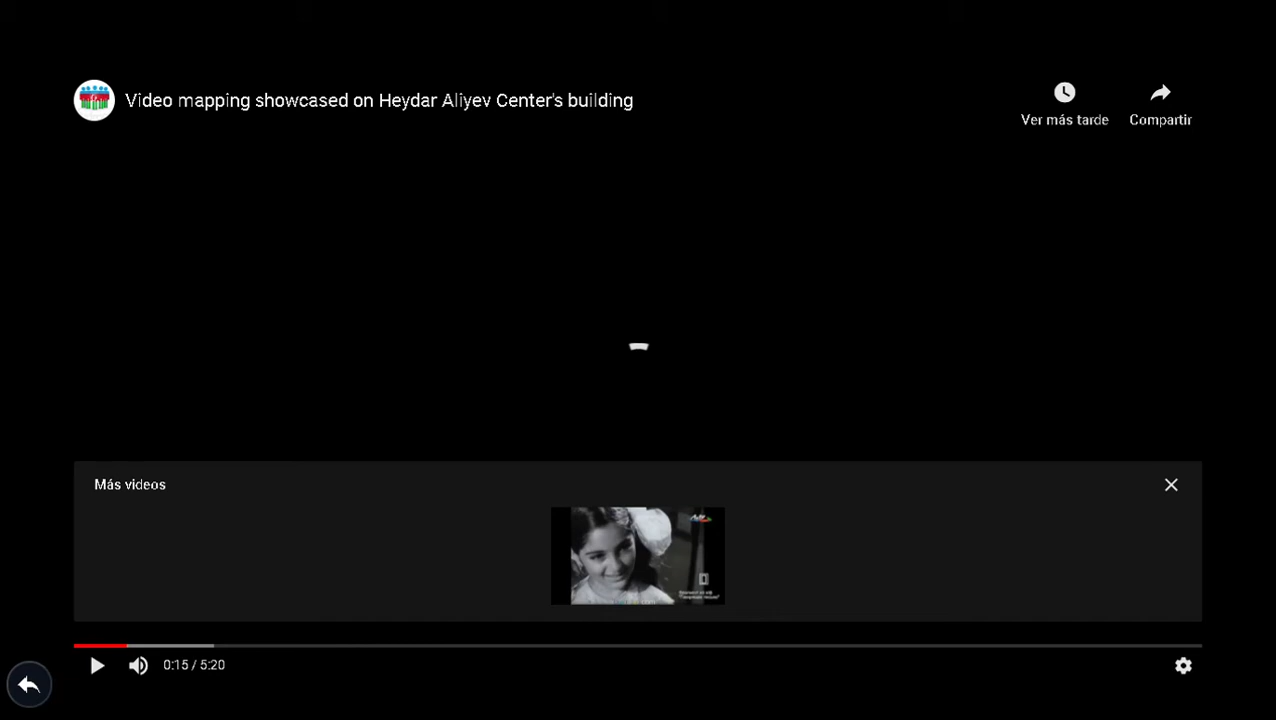 Video mapping showcased on Heydar Aliyev Center's building
Ver más tarde
Compartir
Más videos
0:15 / 5:20